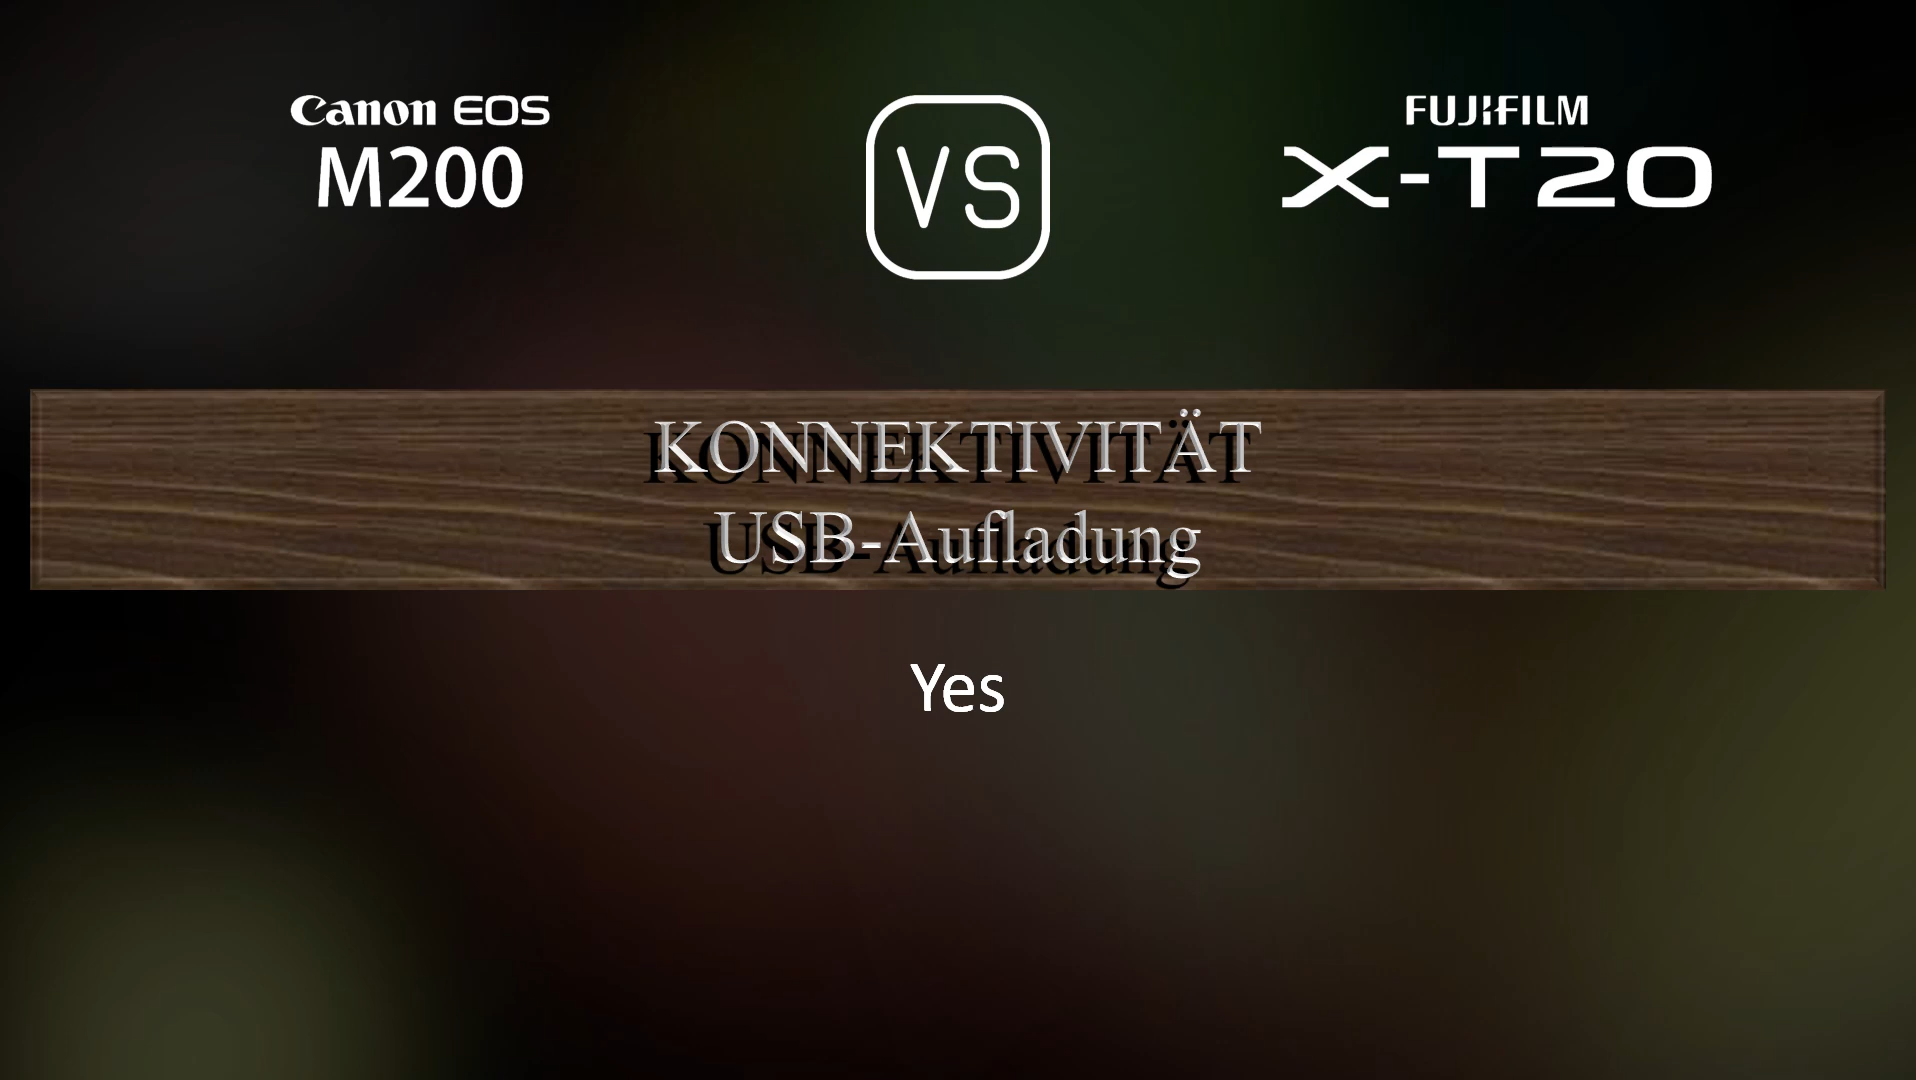 Canon EOS
M200
VS
FUJIFILM
X-T20
KONNEKTIVITÄT
USB-Aufladung
Yes